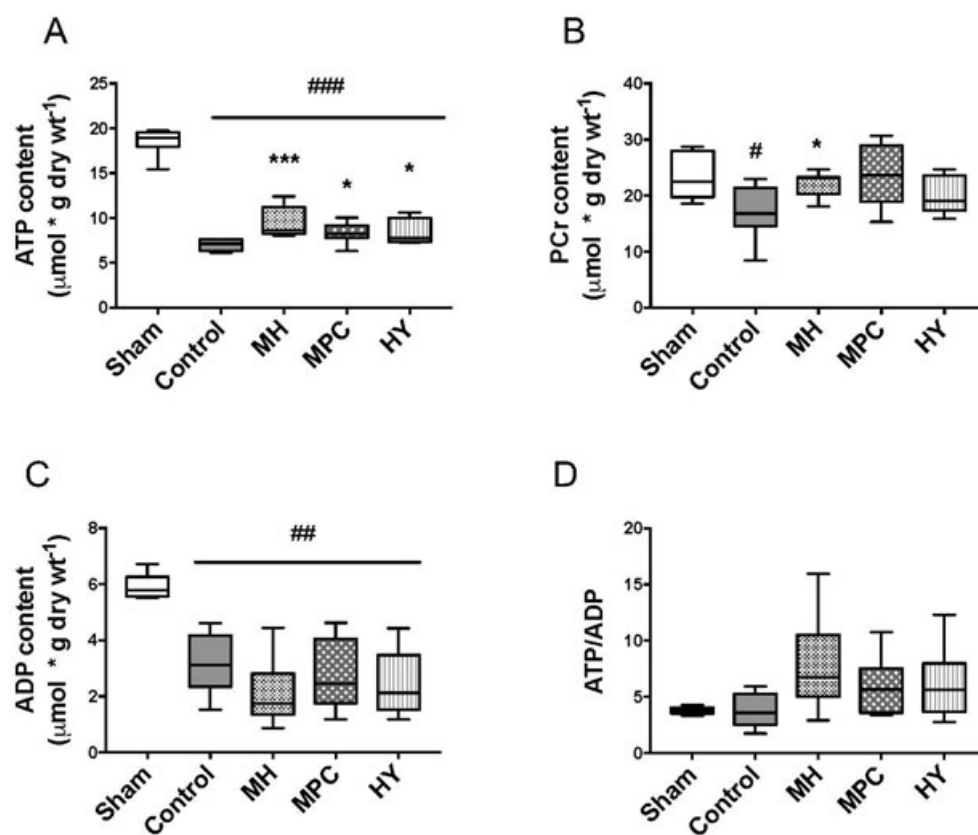 A
ATP content
(μmol * g dry wt⁻¹)
25
20
15
10
5
0
###
***
*
*
Sham
Control
MH
MPC
HY
B
PCr content
(μmol * g dry wt⁻¹)
40
30
20
10
0
#
*
Sham
Control
MH
MPC
HY
C
ADP content
(μmol * g dry wt⁻¹)
8
6
4
2
0
##
Sham
Control
MH
MPC
HY
D
ATP/ADP
20
15
10
5
0
Sham
Control
MH
MPC
HY